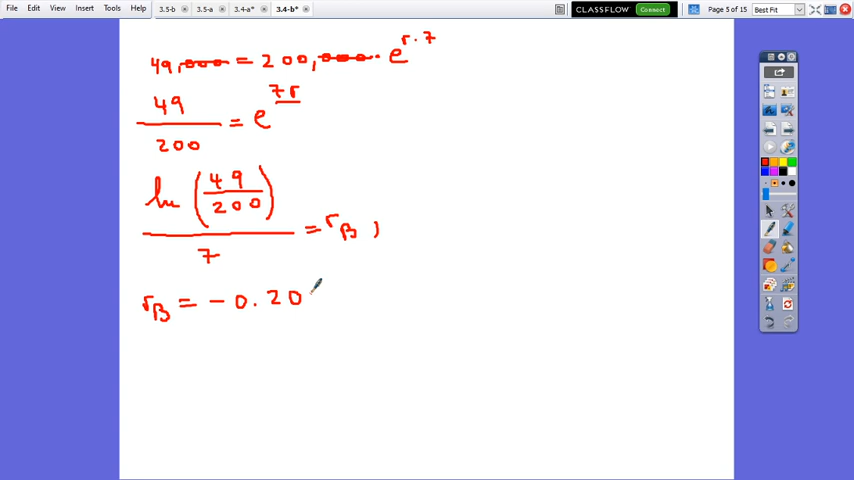 File Edit View Insert Tools Help 3.5-b 3.5-a 3.4-a* 3.4-b* CLASSFLOW Connect Page 5 of 15 Best Fit
49,000 = 200,000 · e^{r·7}
49/200 = e^{7r}
ln(49/200)/7 = r_B ,
r_B = -0.20